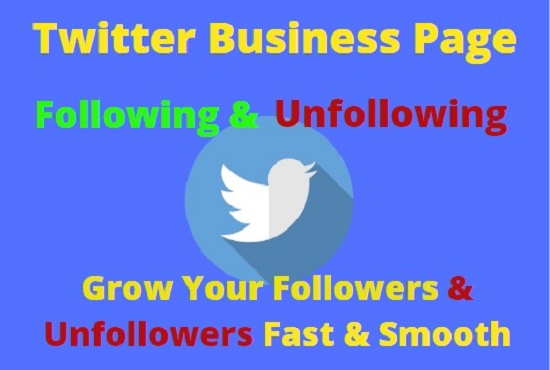 Twitter Business Page
Following & Unfollowing
Grow Your Followers &
Unfollowers Fast & Smooth